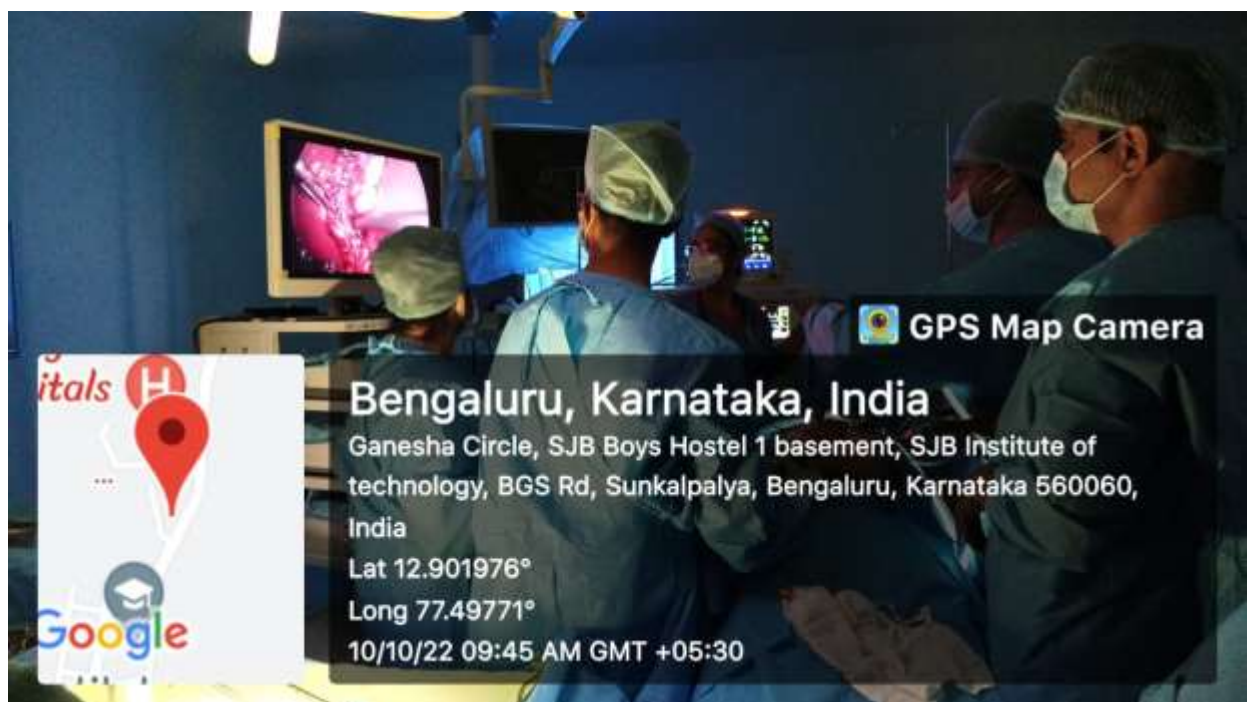 GPS Map Camera
itals
H
Bengaluru, Karnataka, India
Ganesha Circle, SJB Boys Hostel 1 basement, SJB Institute of
technology, BGS Rd, Sunkalpalya, Bengaluru, Karnataka 560060,
India
Lat 12.901976°
Long 77.49771°
10/10/22 09:45 AM GMT +05:30
Google